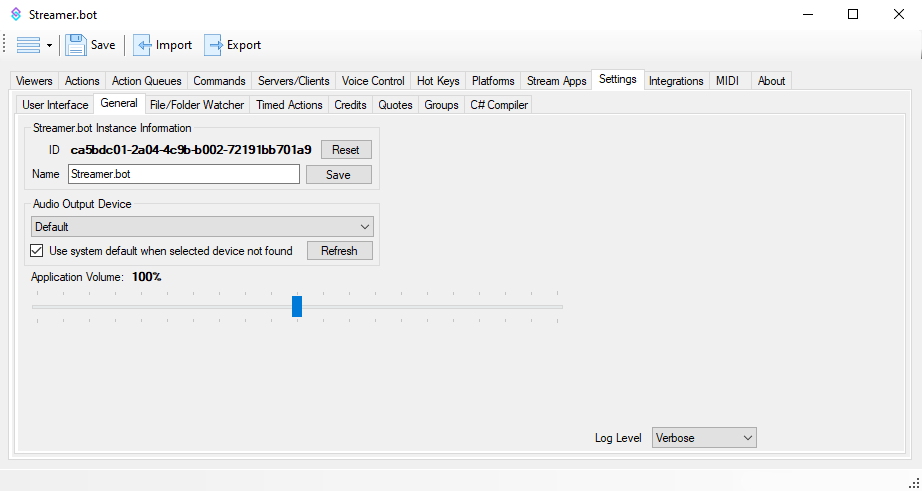 Streamer.bot
Save Import Export
Viewers Actions Action Queues Commands Servers/Clients Voice Control Hot Keys Platforms Stream Apps Settings Integrations MIDI About
User Interface General File/Folder Watcher Timed Actions Credits Quotes Groups C# Compiler
Streamer.bot Instance Information
ID ca5bdc01-2a04-4c9b-b002-72191bb701a9 Reset
Name Streamer.bot Save
Audio Output Device
Default
Use system default when selected device not found Refresh
Application Volume: 100%
Log Level Verbose